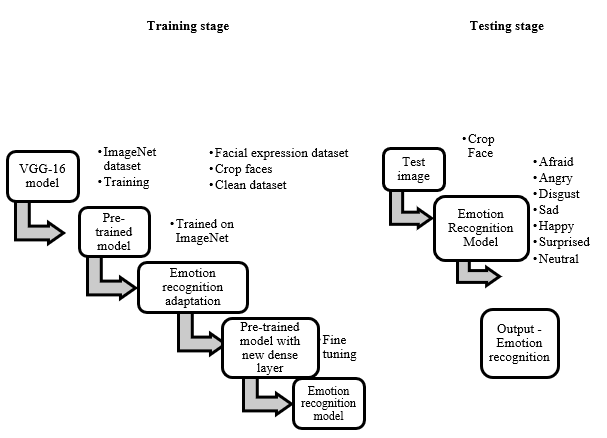 Training stage
VGG-16
model
• ImageNet
dataset
• Training
• Facial expression dataset
• Crop faces
• Clean dataset
Pre-
trained
model
• Trained on
ImageNet
Emotion
recognition
adaptation
Pre-trained
model with
new dense
layer
• Fine
tuning
Emotion
recognition
model
Testing stage
Test
image
• Crop
Face
Emotion
Recognition
Model
• Afraid
• Angry
• Disgust
• Sad
• Happy
• Surprised
• Neutral
Output -
Emotion
recognition